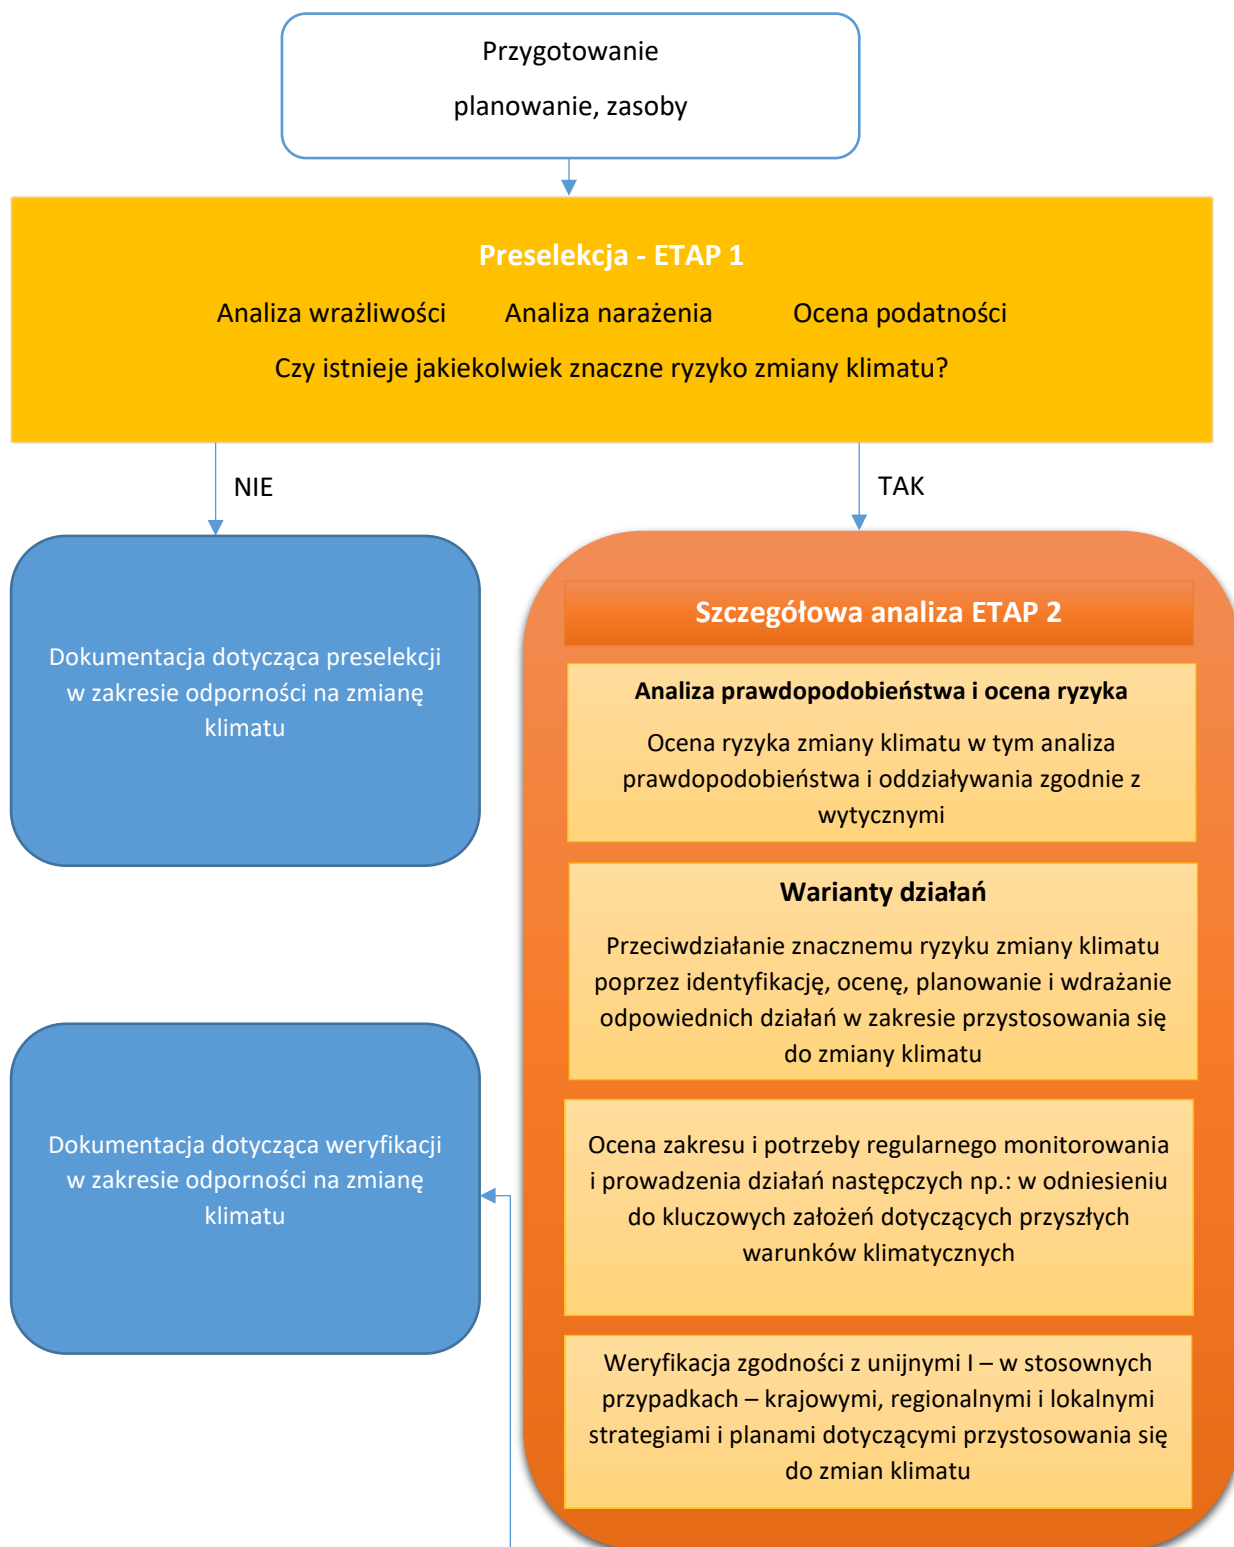 Przygotowanie
planowanie, zasoby
Preselekcja - ETAP 1
Analiza wrażliwości Analiza narażenia Ocena podatności
Czy istnieje jakiekolwiek znaczne ryzyko zmiany klimatu?
NIE
TAK
Dokumentacja dotycząca preselekcji
w zakresie odporności na zmianę
klimatu
Szczegółowa analiza ETAP 2
Analiza prawdopodobieństwa i ocena ryzyka
Ocena ryzyka zmiany klimatu w tym analiza
prawdopodobieństwa i oddziaływania zgodnie z
wytycznymi
Warianty działań
Przeciwdziałanie znacznemu ryzyku zmiany klimatu
poprzez identyfikację, ocenę, planowanie i wdrażanie
odpowiednich działań w zakresie przystosowania się
do zmiany klimatu
Dokumentacja dotycząca weryfikacji
w zakresie odporności na zmianę
klimatu
Ocena zakresu i potrzeby regularnego monitorowania
i prowadzenia działań następczych np.: w odniesieniu
do kluczowych założeń dotyczących przyszłych
warunków klimatycznych
Weryfikacja zgodności z unijnymi I – w stosownych
przypadkach – krajowymi, regionalnymi i lokalnymi
strategiami i planami dotyczącymi przystosowania się
do zmian klimatu